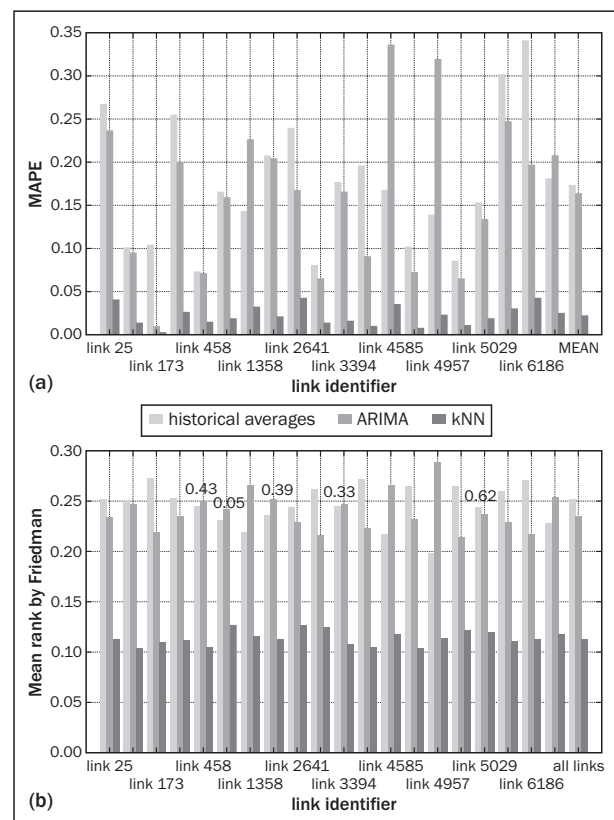 0.35
0.30
0.25
0.20
0.15
0.10
0.05
0.00
MAPE
link 25 link 458 link 2641 link 4585 link 5029 MEAN
link 173 link 1358 link 3394 link 4957 link 6186
(a) link identifier
historical averages ARIMA kNN
0.30
0.25
0.20
0.15
0.10
0.05
0.00
Mean rank by Friedman
0.43 0.05 0.39 0.33 0.62
link 25 link 458 link 2641 link 4585 link 5029 all links
link 173 link 1358 link 3394 link 4957 link 6186
(b) link identifier